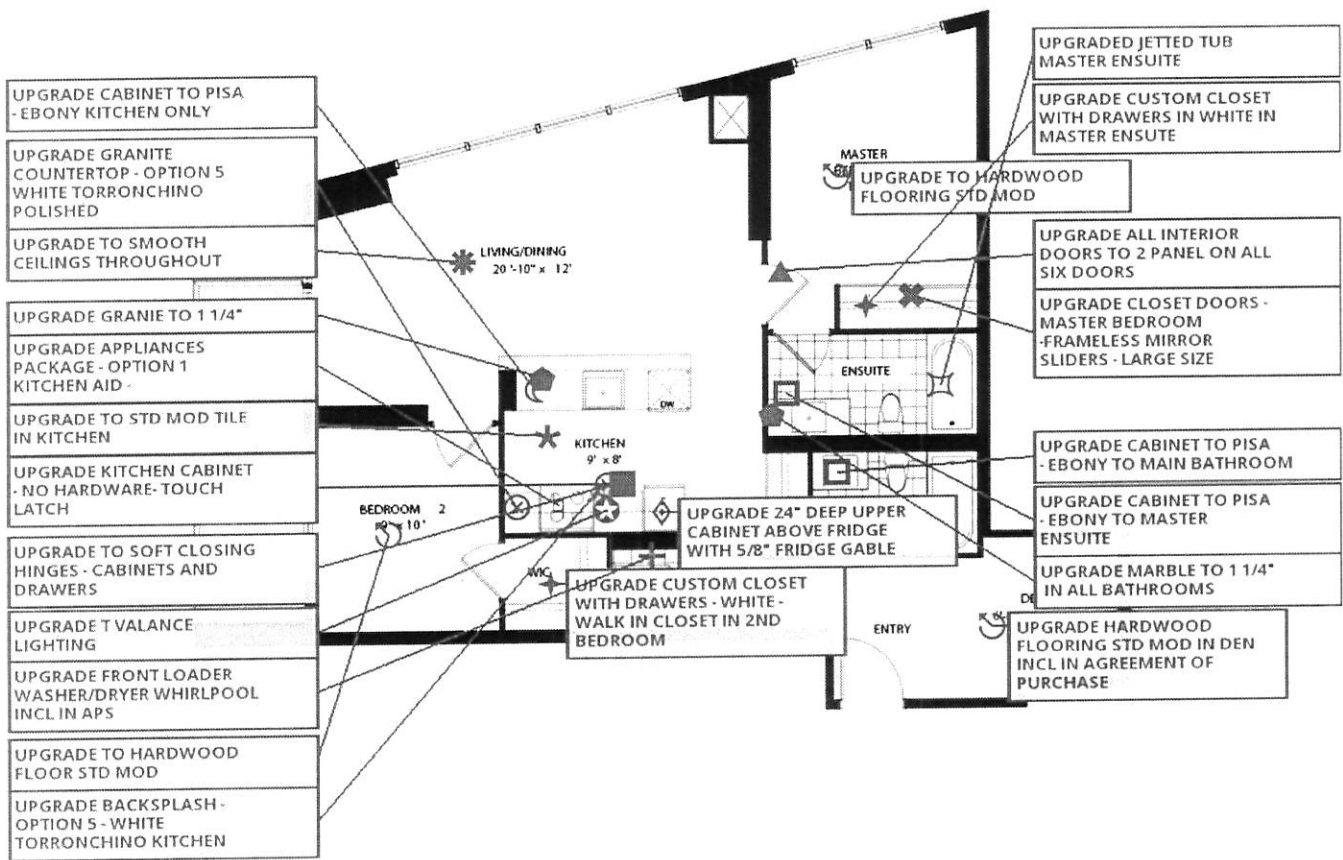 UPGRADE CABINET TO PISA
- EBONY KITCHEN ONLY
UPGRADE GRANITE
COUNTERTOP - OPTION 5
WHITE TORRONCHINO
POLISHED
UPGRADE TO SMOOTH
CEILINGS THROUGHOUT
UPGRADE GRANIE TO 1 1/4"
UPGRADE APPLIANCES
PACKAGE - OPTION 1
KITCHEN AID -
UPGRADE TO STD MOD TILE
IN KITCHEN
UPGRADE KITCHEN CABINET
- NO HARDWARE- TOUCH
LATCH
UPGRADE TO SOFT CLOSING
HINGES - CABINETS AND
DRAWERS
UPGRADE T VALANCE
LIGHTING
UPGRADE FRONT LOADER
WASHER/DRYER WHIRLPOOL
INCL IN APS
UPGRADE TO HARDWOOD
FLOOR STD MOD
UPGRADE BACKSPLASH -
OPTION 5 - WHITE
TORRONCHINO KITCHEN
LIVING/DINING
20'-10" x 12'
KITCHEN
9' x 8'
DW
BEDROOM 2
x 10'
WIC
UPGRADE CUSTOM CLOSET
WITH DRAWERS - WHITE -
WALK IN CLOSET IN 2ND
BEDROOM
UPGRADE 24" DEEP UPPER
CABINET ABOVE FRIDGE
WITH 5/8" FRIDGE GABLE
MASTER
UPGRADE TO HARDWOOD
FLOORING STD MOD
ENSUITE
ENTRY
UPGRADED JETTED TUB
MASTER ENSUITE
UPGRADE CUSTOM CLOSET
WITH DRAWERS IN WHITE IN
MASTER ENSUTE
UPGRADE ALL INTERIOR
DOORS TO 2 PANEL ON ALL
SIX DOORS
UPGRADE CLOSET DOORS -
MASTER BEDROOM
-FRAMELESS MIRROR
SLIDERS - LARGE SIZE
UPGRADE CABINET TO PISA
- EBONY TO MAIN BATHROOM
UPGRADE CABINET TO PISA
- EBONY TO MASTER
ENSUITE
UPGRADE MARBLE TO 1 1/4"
IN ALL BATHROOMS
UPGRADE HARDWOOD
FLOORING STD MOD IN DEN
INCL IN AGREEMENT OF
PURCHASE